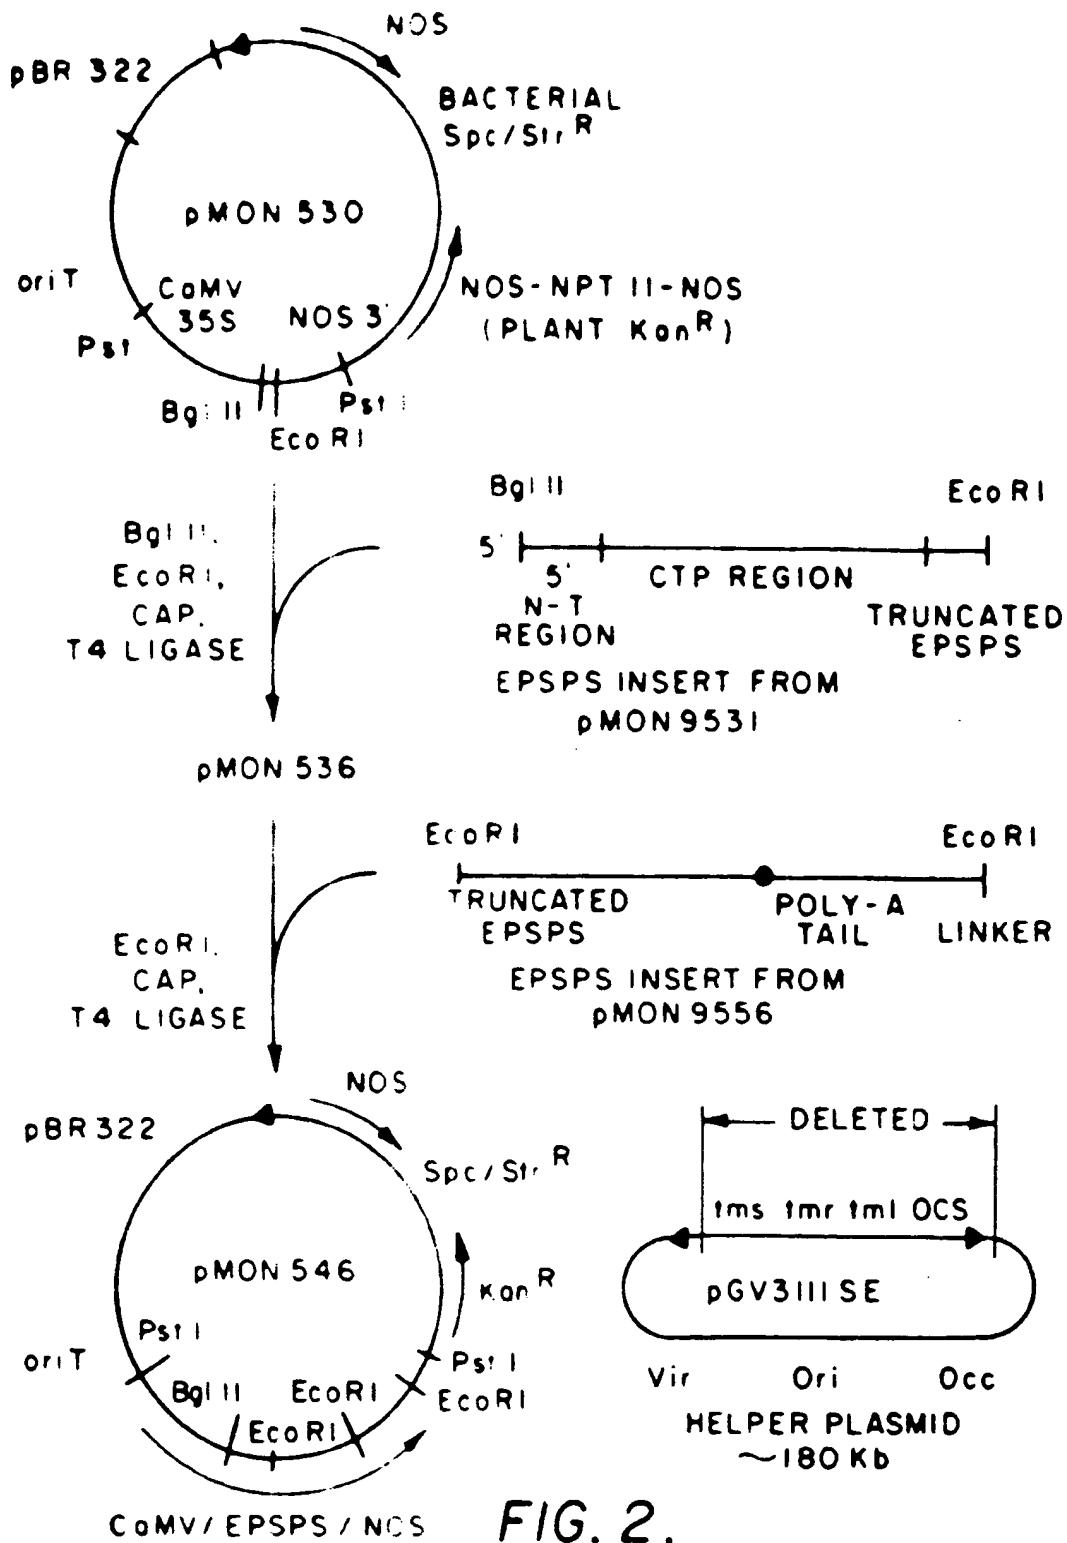 NOS
pBR 322
BACTERIAL
Spc/Str R
pMON 530
oriT
CaMV
35S
NOS 3'
NOS-NPT II-NOS
(PLANT Kan R)
Pst
Bgl II
Pst I
EcoRI
Bgl II
EcoRI
Bgl II,
EcoRI,
CAP,
T4 LIGASE
5'
5'
N-T
REGION
CTP REGION
TRUNCATED
EPSPS
EPSPS INSERT FROM
pMON 9531
pMON 536
EcoRI
EcoRI
TRUNCATED
EPSPS
POLY-A
TAIL
LINKER
EcoRI,
CAP,
T4 LIGASE
EPSPS INSERT FROM
pMON 9556
NOS
pBR 322
Spc/Str R
DELETED
tms tmr tml OCS
pMON 546
Kan R
pGV3111 SE
Pst I
oriT
Pst I
Bgl II
EcoRI
EcoRI
EcoRI
Vir
Ori
Occ
HELPER PLASMID
~180 Kb
CaMV/EPSPS/NOS
FIG. 2.